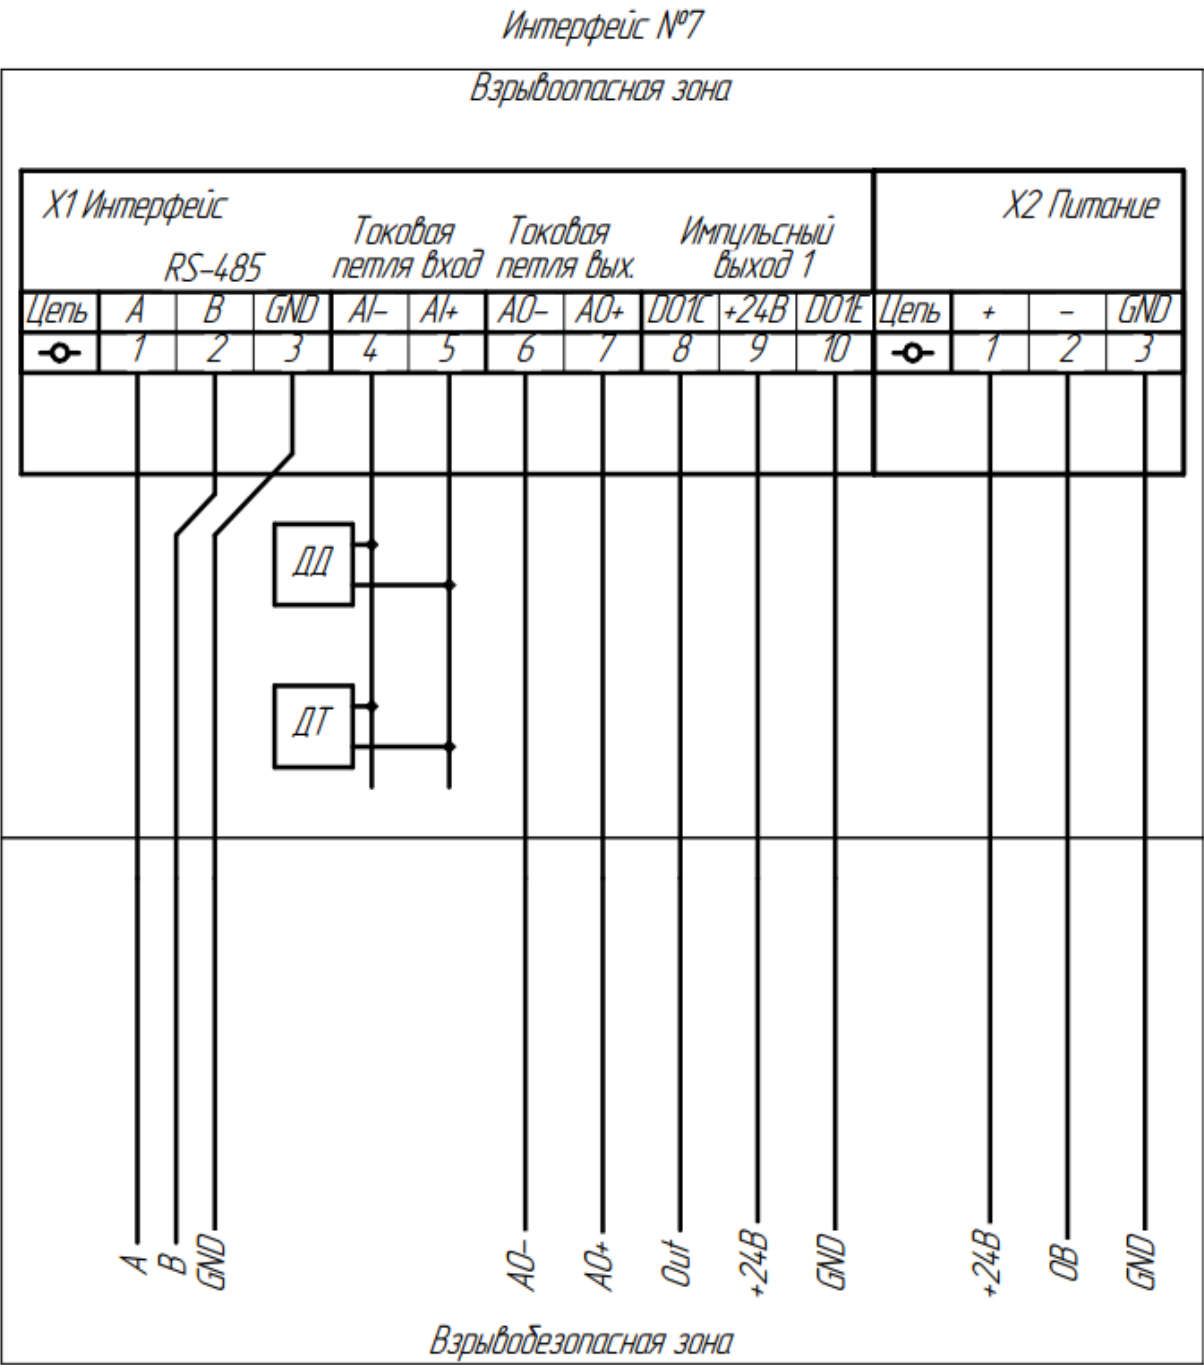 Интерфейс №7
Взрывоопасная зона
X1 Интерфейс
X2 Питание
RS-485
Токовая петля вход
Токовая петля вых.
Импульсный выход 1
Цепь A B GND AI- AI+ AO- AO+ DO1C +24В DO1E Цепь + - GND
1 2 3 4 5 6 7 8 9 10 1 2 3
ДД
ДТ
A B GND AO- AO+ Out +24В GND +24В 0В GND
Взрывобезопасная зона